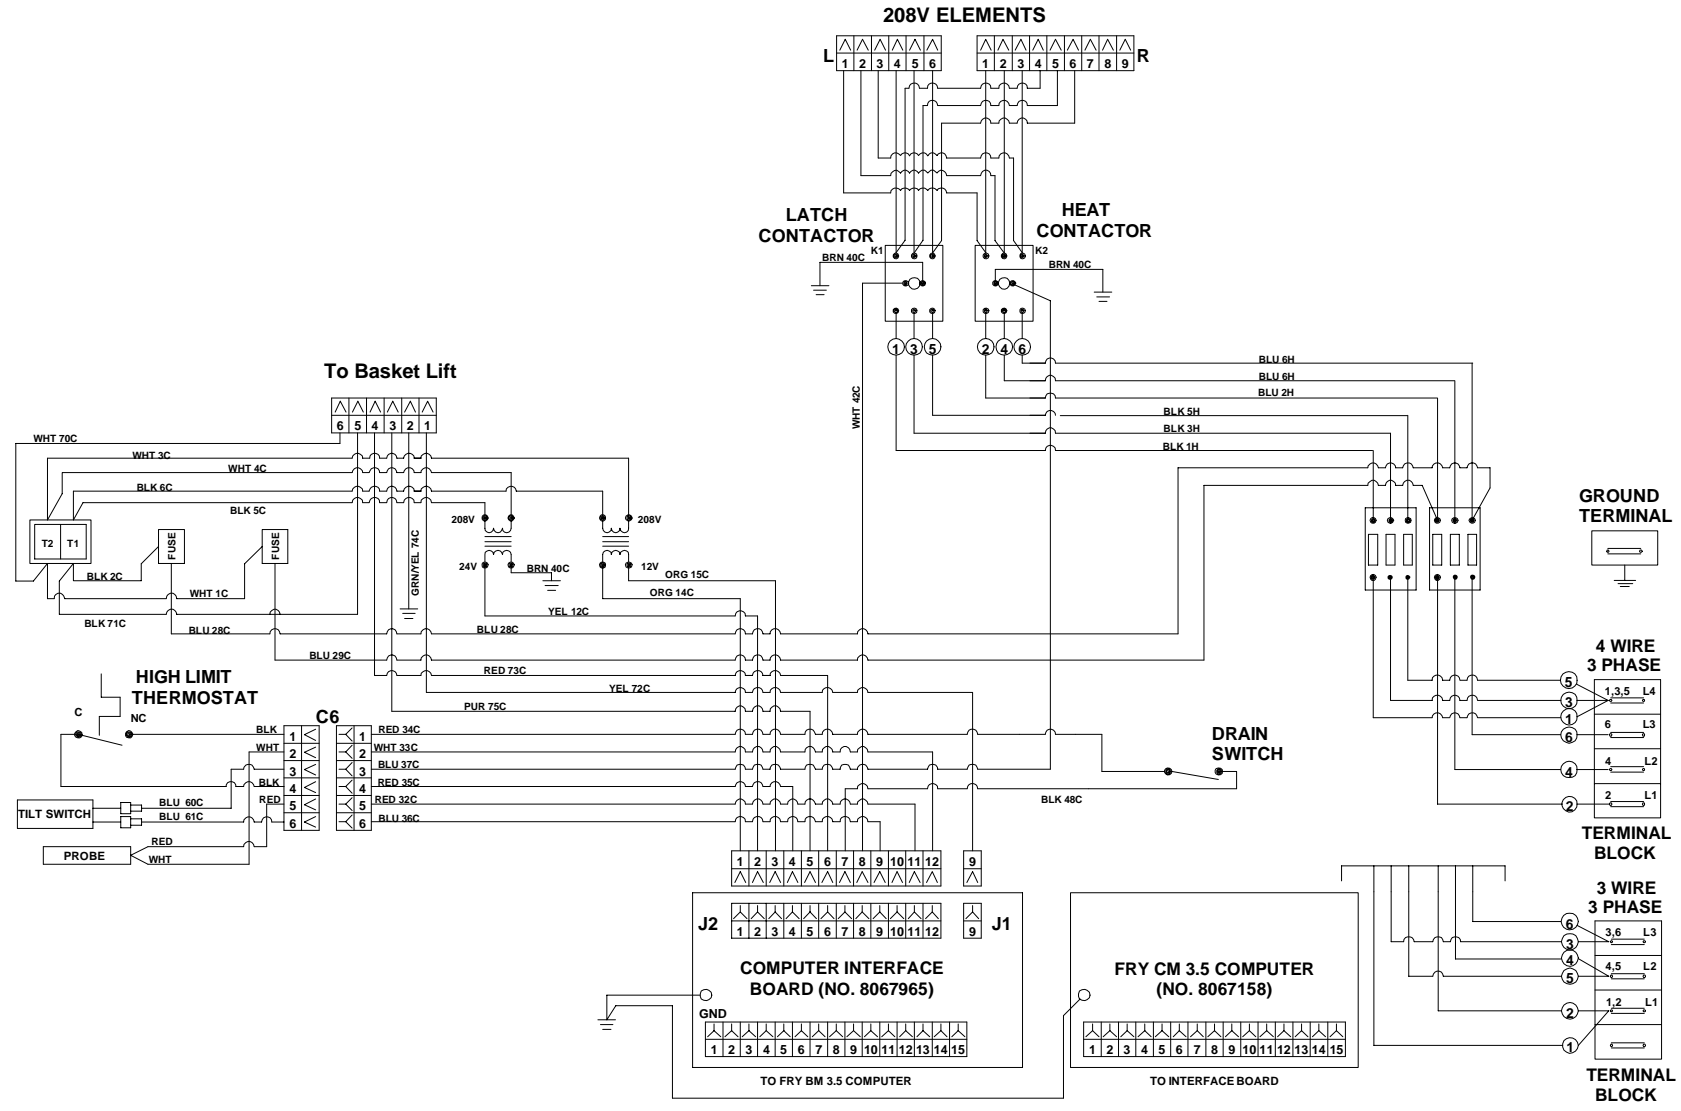 208V ELEMENTS
L 1 2 3 4 5 6
1 2 3 4 5 6 7 8 9 R
LATCH
CONTACTOR
K1
BRN 40C
HEAT
CONTACTOR
K2
BRN 40C
1 3 5
2 4 6
WHT 42C
BLU 6H
BLU 6H
BLU 2H
BLK 5H
BLK 3H
BLK 1H
To Basket Lift
6 5 4 3 2 1
WHT 70C
WHT 3C
WHT 4C
BLK 6C
BLK 5C
T2 T1
FUSE
FUSE
BLK 2C
WHT 1C
BLK 71C
BLU 28C
BLU 28C
BLU 29C
GRN/YEL 74C
208V
24V
BRN 40C
208V
12V
ORG 15C
ORG 14C
YEL 12C
RED 73C
YEL 72C
PUR 75C
GROUND
TERMINAL
HIGH LIMIT
THERMOSTAT
C
NC
C6
BLK 1
WHT 2
3
BLK 4
RED 5
6
1 RED 34C
2 WHT 33C
3 BLU 37C
4 RED 35C
5 RED 32C
6 BLU 36C
TILT SWITCH
BLU 60C
BLU 61C
PROBE
RED
WHT
DRAIN
SWITCH
BLK 48C
4 WIRE
3 PHASE
5
3
1
6
4
2
1,3,5 L4
6 L3
4 L2
2 L1
TERMINAL
BLOCK
3 WIRE
3 PHASE
6
3
4
5
2
1
3,6 L3
4,5 L2
1,2 L1
TERMINAL
BLOCK
1 2 3 4 5 6 7 8 9 10 11 12
9
J2
1 2 3 4 5 6 7 8 9 10 11 12
9
J1
COMPUTER INTERFACE
BOARD (NO. 8067965)
GND
1 2 3 4 5 6 7 8 9 10 11 12 13 14 15
TO FRY BM 3.5 COMPUTER
FRY CM 3.5 COMPUTER
(NO. 8067158)
1 2 3 4 5 6 7 8 9 10 11 12 13 14 15
TO INTERFACE BOARD